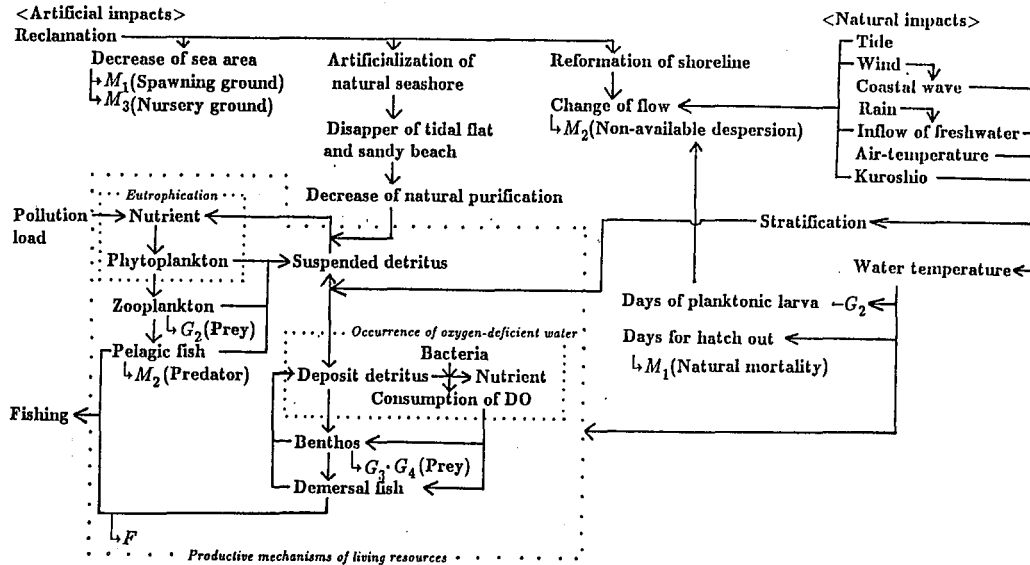 <Artificial impacts>
Reclamation
Decrease of sea area
M1(Spawning ground)
M3(Nursery ground)
Artificialization of
natural seashore
Disapper of tidal flat
and sandy beach
Decrease of natural purification
Reformation of shoreline
Change of flow
M2(Non-available despersion)
<Natural impacts>
Tide
Wind
Coastal wave
Rain
Inflow of freshwater
Air-temperature
Kuroshio
Eutrophication
Pollution
load
Nutrient
Phytoplankton
Suspended detritus
Zooplankton
G2(Prey)
Pelagic fish
M2(Predator)
Fishing
Stratification
Water temperature
Days of planktonic larva
G2
Days for hatch out
M1(Natural mortality)
Occurrence of oxygen-deficient water
Bacteria
Deposit detritus
Nutrient
Consumption of DO
Benthos
G3·G4(Prey)
Demersal fish
F
Productive mechanisms of living resources